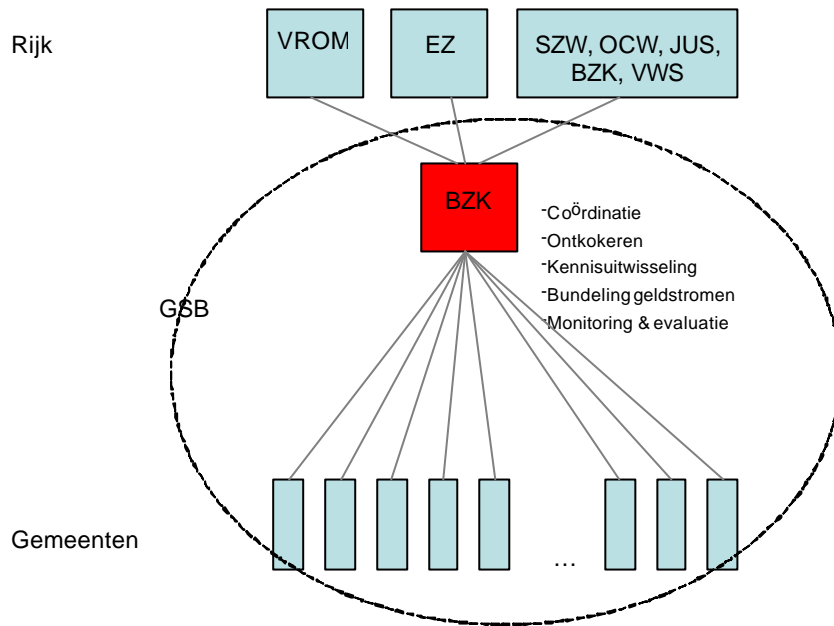 Rijk
VROM
EZ
SZW, OCW, JUS,
BZK, VWS
BZK
-Coördinatie
-Ontkokeren
-Kennisuitwisseling
-Bundeling geldstromen
-Monitoring & evaluatie
GSB
Gemeenten
...